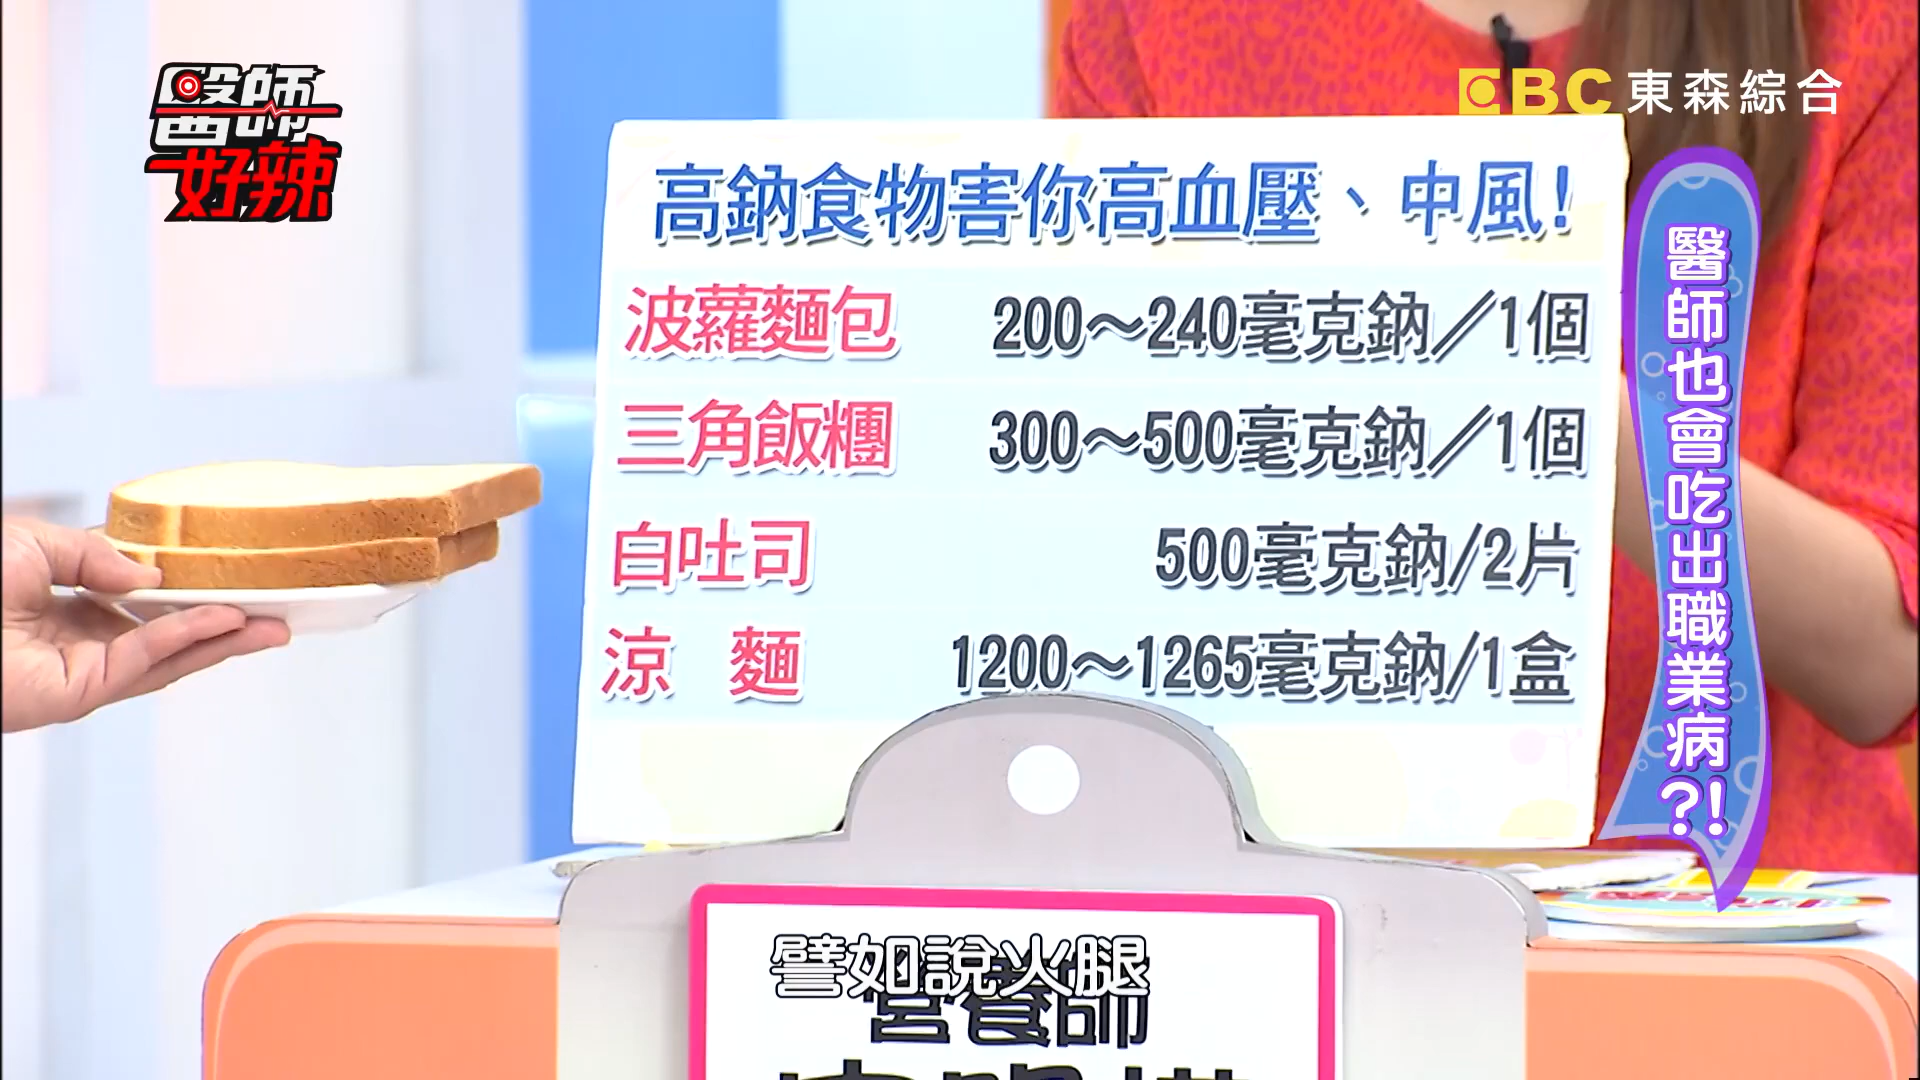 醫師
好辣
EBC 東森綜合
高鈉食物害你高血壓、中風!
波蘿麵包 200~240毫克鈉/1個
三角飯糰 300~500毫克鈉/1個
白吐司 500毫克鈉/2片
涼 麵 1200~1265毫克鈉/1盒
醫師也會吃出職業病?!
譬如說火腿
營養師